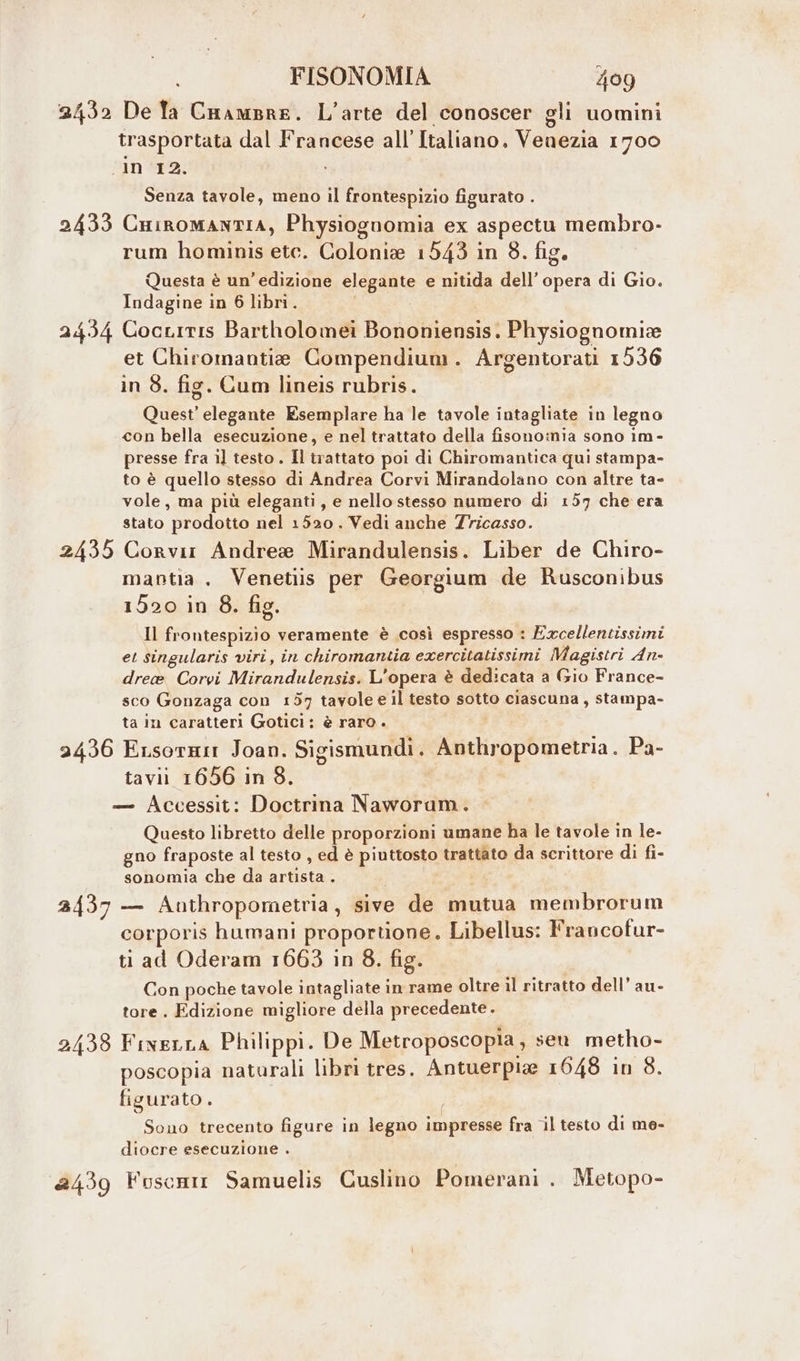 FISONOMIA 409
2432 De la CHAMBRE. L'arte del conoscer gli uomini
trasportata dal Francese all'Italiano. Venezia 1700
in 12.
Senza tavole, meno il frontespizio figurato .
2433 CHIROMANTIA, Physiognomia ex aspectu membro-
rum hominis etc. Coloniæ 1543 in 8. fig.
Questa è un'edizione elegante e nitida dell'opera di Gio.
Indagine in 6 libri.
2434 COCLITIS Bartholomei Bononiensis. Physiognomiæ
et Chiromantiæ Compendium. Argentorati 1536
in 8. fig. Cum lineis rubris.
Quest'elegante Esemplare ha le tavole intagliate in legno
con bella esecuzione, e nel trattato della fisonomia sono im-
presse fra il testo. Il trattato poi di Chiromantica qui stampa-
to è quello stesso di Andrea Corvi Mirandolano con altre ta-
vole, ma più eleganti, e nello stesso numero di 157 che era
stato prodotto nel 1520. Vedi anche Tricasso.
2435 CORVII Andreæ Mirandulensis. Liber de Chiro-
mantia. Venetiis per Georgium de Rusconibus
1520 in 8. fig.
Il frontespizio veramente è così espresso : Excellentissimi
et singularis viri, in chiromantia exercitatissimi Magistri An-
dreæ Corvi Mirandulensis. L'opera è dedicata a Gio France-
sco Gonzaga con 157 tavole e il testo sotto ciascuna, stampa-
ta in caratteri Gotici: è raro.
2436 ELSOTHII Joan. Sigismundi. Anthropometria. Pa-
tavii 1656 in 8.
— Accessit: Doctrina Naworum.
Questo libretto delle proporzioni umane ha le tavole in le-
gno fraposte al testo, ed è piuttosto trattato da scrittore di fi-
sonomia che da artista.
2437 — Anthropometria, sive de mutua membrorum
corporis humani proportione. Libellus: Francofur-
ti ad Oderam 1663 in 8. fig.
Con poche tavole intagliate in rame oltre il ritratto dell'au-
tore. Edizione migliore della precedente.
2438 FINELLA Philippi. De Metroposcopia, seu metho-
poscopia naturali libri tres. Antuerpiæ 1648 in 8.
figurato.
Sono trecento figure in legno impresse fra il testo di me-
diocre esecuzione .
2439 FUSCHII Samuelis Cuslino Pomerani. Metopo-